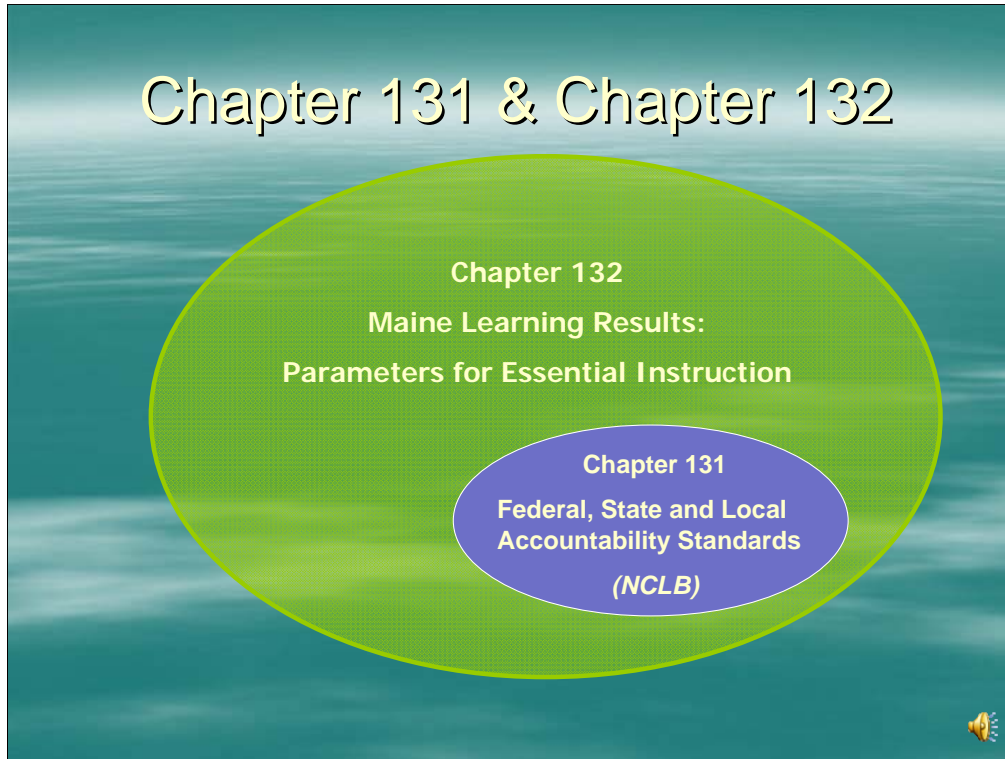 Chapter 131 & Chapter 132
Chapter 132
Maine Learning Results:
Parameters for Essential Instruction
Chapter 131
Federal, State and Local
Accountability Standards
(NCLB)